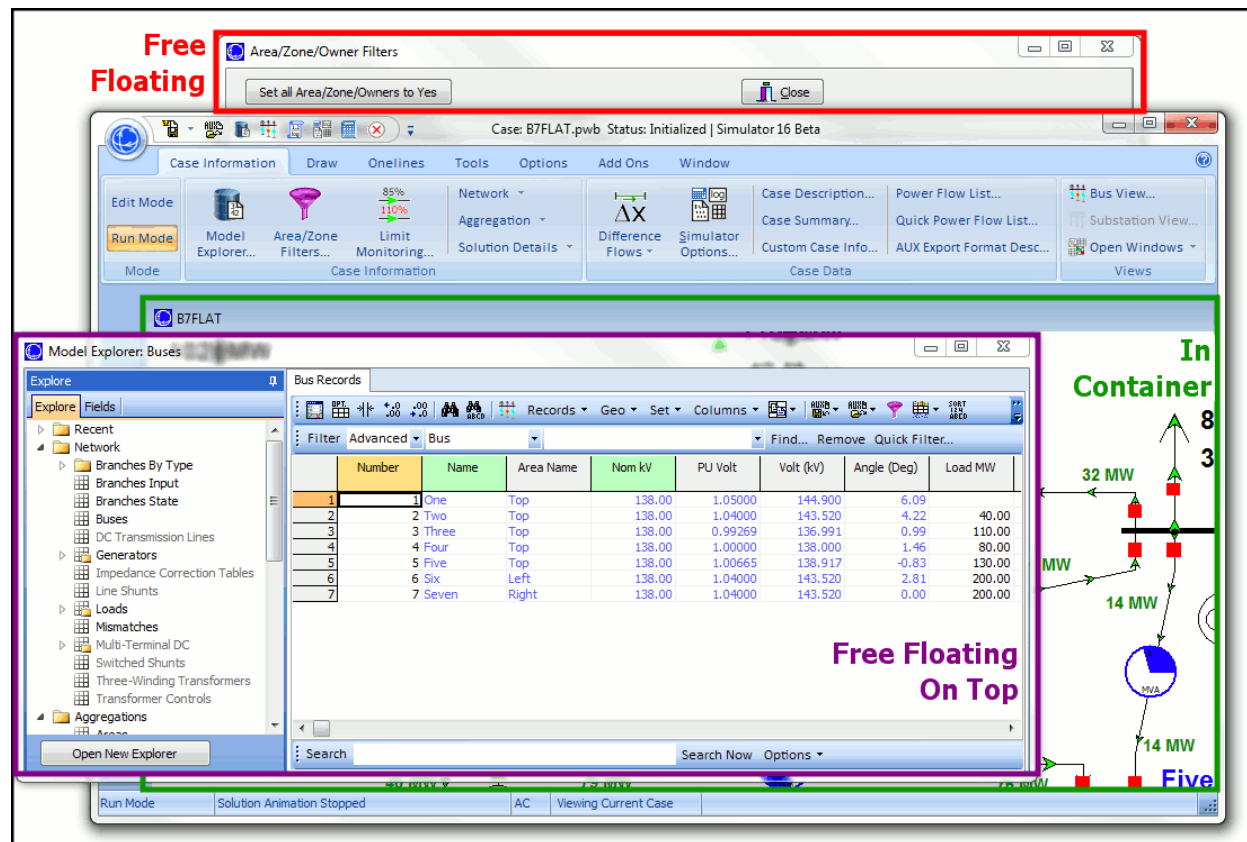 Free
Floating
Area/Zone/Owner Filters
Set all Area/Zone/Owners to Yes
Close
Case: B7FLAT.pwb Status: Initialized | Simulator 16 Beta
Case Information Draw Onelines Tools Options Add Ons Window
Edit Mode
Run Mode
Mode
Model
Explorer...
Area/Zone
Filters...
85%
110%
Limit
Monitoring...
Network
Aggregation
Solution Details
Case Information
Δx
Difference
Flows
log
Simulator
Options...
Case Description...
Case Summary...
Custom Case Info...
Power Flow List...
Quick Power Flow List...
AUX Export Format Desc...
Case Data
Bus View...
Substation View...
Open Windows
Views
B7FLAT
In
Container
Model Explorer: Buses
Explore
Explore Fields
Recent
Network
Branches By Type
Branches Input
Branches State
Buses
DC Transmission Lines
Generators
Impedance Correction Tables
Line Shunts
Loads
Mismatches
Multi-Terminal DC
Switched Shunts
Three-Winding Transformers
Transformer Controls
Aggregations
Areas
Open New Explorer
Bus Records
Records Geo Set Columns
Filter Advanced Bus Find... Remove Quick Filter...
Number Name Area Name Nom kV PU Volt Volt (kV) Angle (Deg) Load MW
1 1 One Top 138.00 1.05000 144.900 6.09
2 2 Two Top 138.00 1.04000 143.520 4.22 40.00
3 3 Three Top 138.00 0.99269 136.991 0.99 110.00
4 4 Four Top 138.00 1.00000 138.000 1.46 80.00
5 5 Five Top 138.00 1.00665 138.917 -0.83 130.00
6 6 Six Left 138.00 1.04000 143.520 2.81 200.00
7 7 Seven Right 138.00 1.04000 143.520 0.00 200.00
Free Floating
On Top
Search Search Now Options
8
3
32 MW
MW
14 MW
MVA
14 MW
Five
Run Mode Solution Animation Stopped AC Viewing Current Case